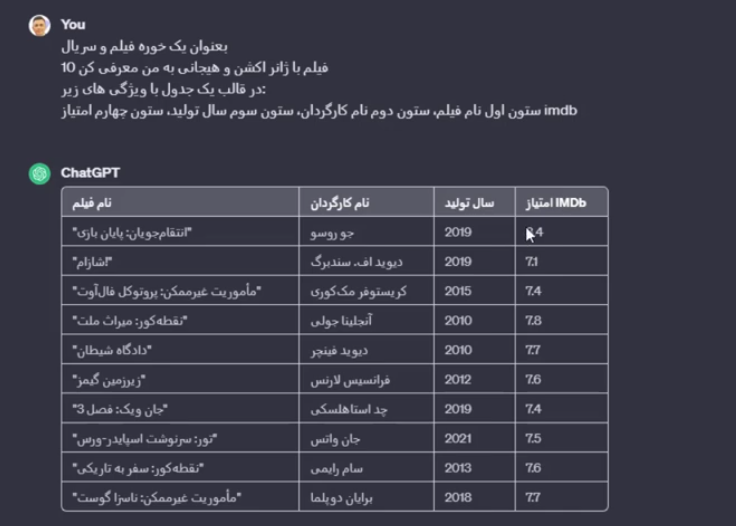 You
بعنوان یک خوره فیلم و سریال
فیلم با ژانر اکشن و هیجانی به من معرفی کن 10
در قالب یک جدول با ویژگی های زیر:
imdb ستون اول نام فیلم، ستون دوم نام کارگردان، ستون سوم سال تولید، ستون چهارم امتیاز
ChatGPT
نام فیلم نام کارگردان سال تولید امتیاز IMDb
"انتقام‌جویان: پایان بازی" جو روسو 2019 8.4
"شازام!" دیوید اف. سندبرگ 2019 7.1
"مأموریت غیرممکن: پروتوکل فال‌آوت" کریستوفر مک‌کوری 2015 7.4
"نقطه‌کور: میراث ملت" آنجلینا جولی 2010 7.8
"دادگاه شیطان" دیوید فینچر 2010 7.7
"زیرزمین گیمز" فرانسیس لارنس 2012 7.6
"جان ویک: فصل 3" چد استاهلسکی 2019 7.4
"نور: سرنوشت اسپایدر-ورس" جان واتس 2021 7.5
"نقطه‌کور: سفر به تاریکی" سام رایمی 2013 7.6
"مأموریت غیرممکن: ناسزا گوست" برایان دوپلما 2018 7.7